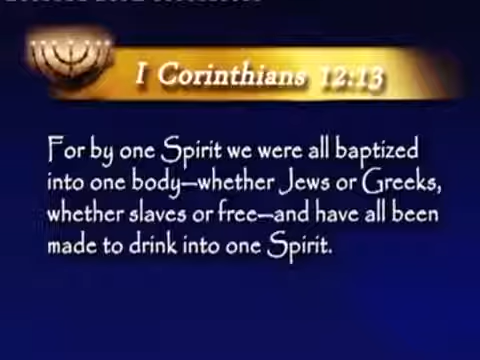 I Corinthians 12:13
For by one Spirit we were all baptized
into one body—whether Jews or Greeks,
whether slaves or free—and have all been
made to drink into one Spirit.